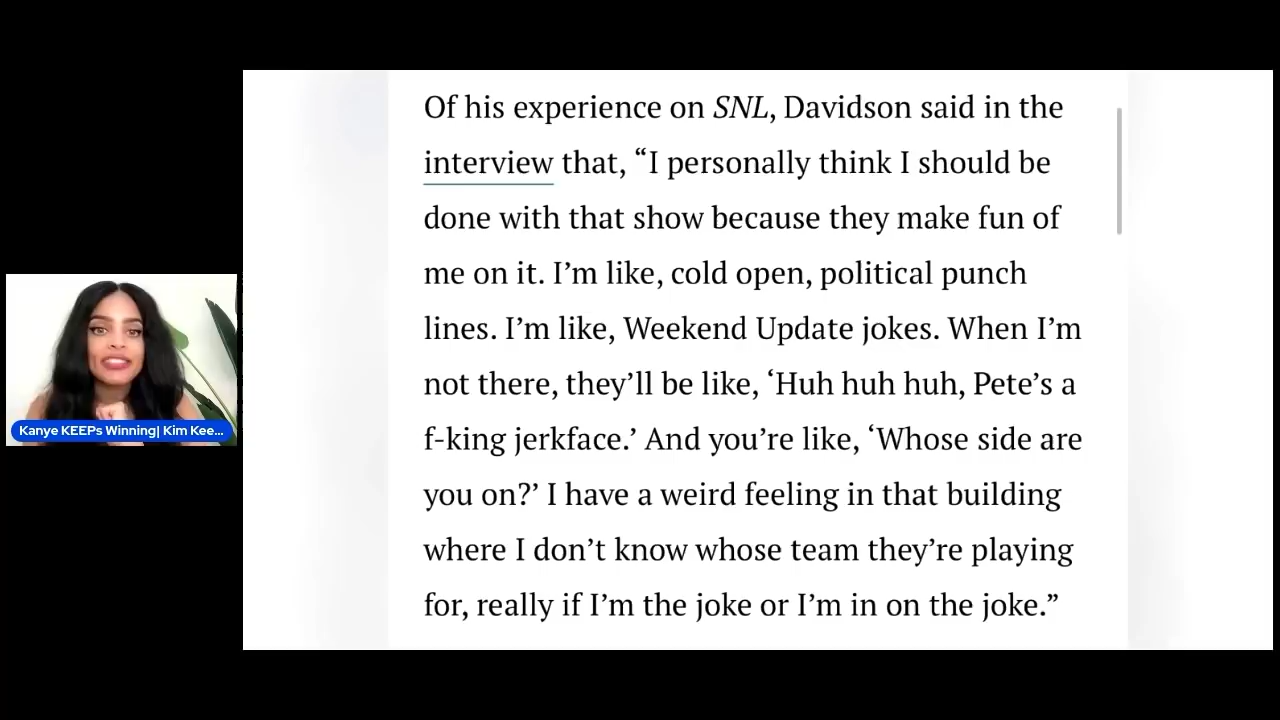 Of his experience on SNL, Davidson said in the
interview that, “I personally think I should be
done with that show because they make fun of
me on it. I’m like, cold open, political punch
lines. I’m like, Weekend Update jokes. When I’m
not there, they’ll be like, ‘Huh huh huh, Pete’s a
f-king jerkface.’ And you’re like, ‘Whose side are
you on?’ I have a weird feeling in that building
where I don’t know whose team they’re playing
for, really if I’m the joke or I’m in on the joke.”
Kanye KEEPs Winning| Kim Kee...